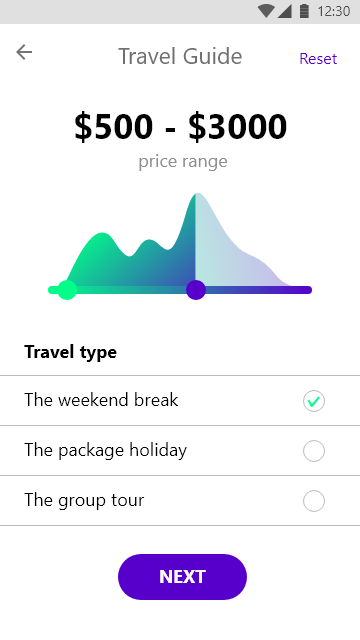 12:30
Travel Guide
Reset
$500 - $3000
price range
Travel type
The weekend break
The package holiday
The group tour
NEXT